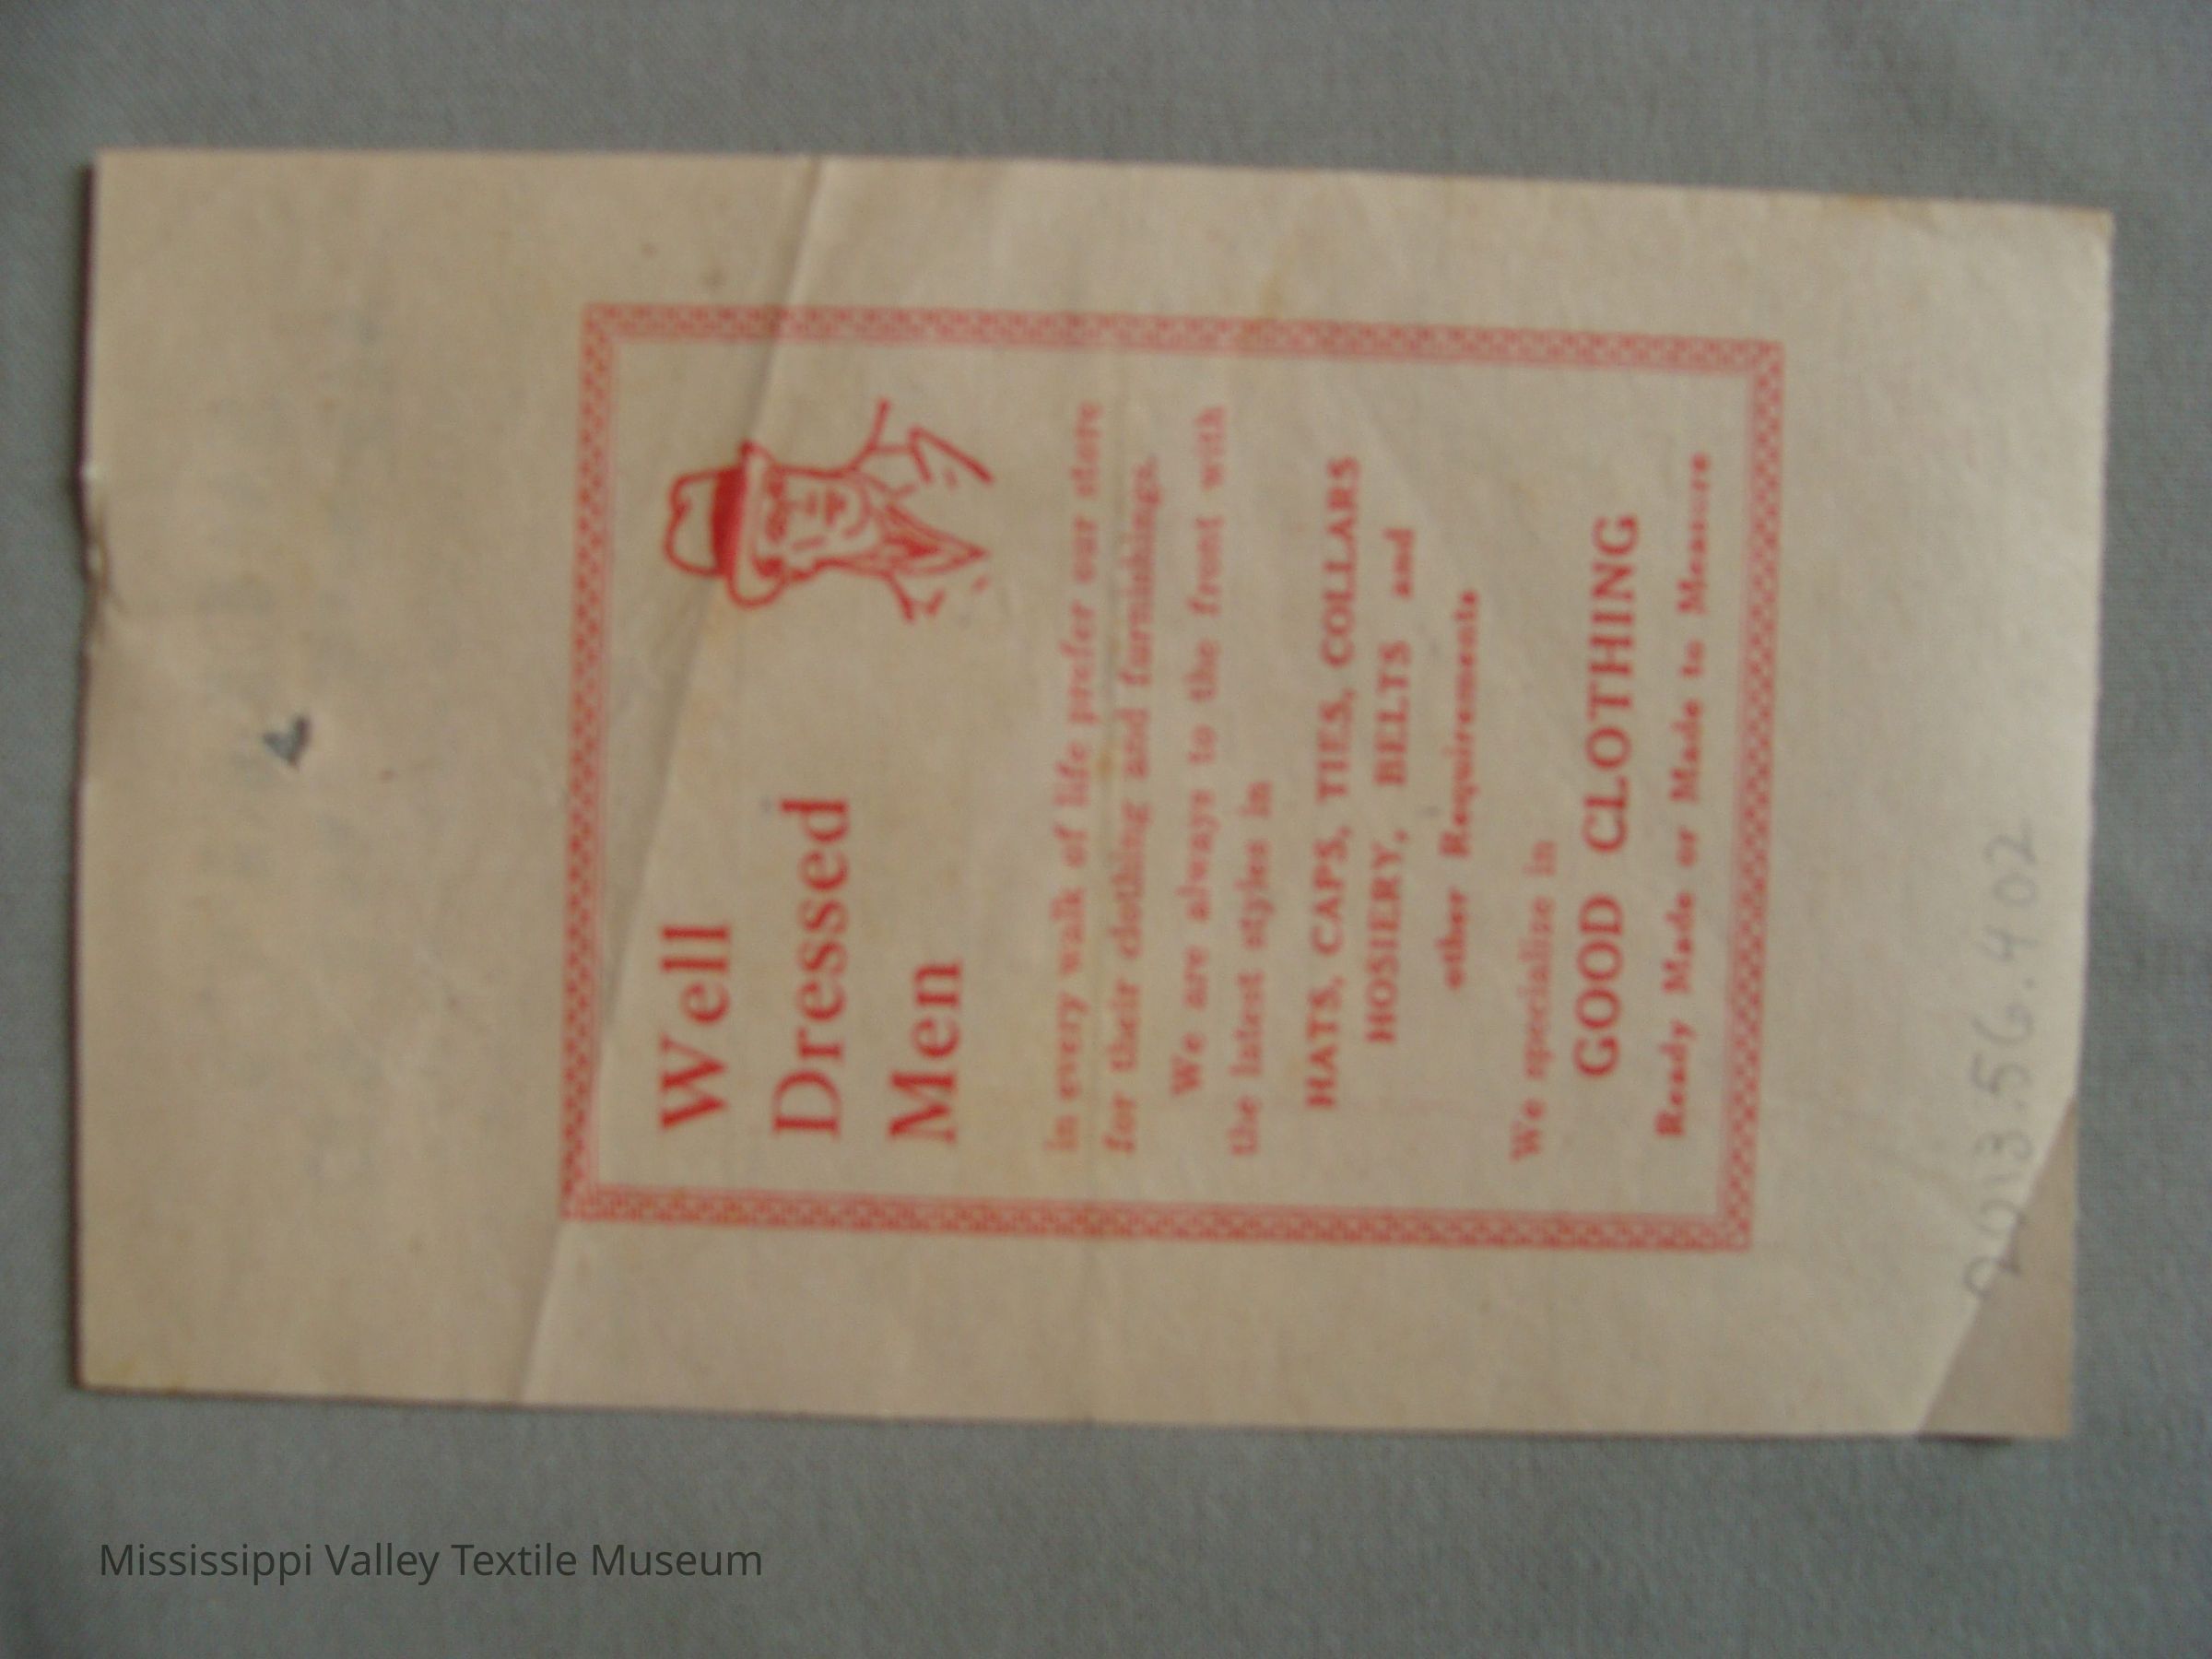 Well
Dressed
Men
in every walk of life prefer our store
for their clothing and furnishings.
We are always to the front with
the latest styles in
HATS, CAPS, TIES, COLLARS
HOSIERY, BELTS and
other Requirements
We specialize in
GOOD CLOTHING
Ready Made or Made to Measure
2013.56.402
Mississippi Valley Textile Museum